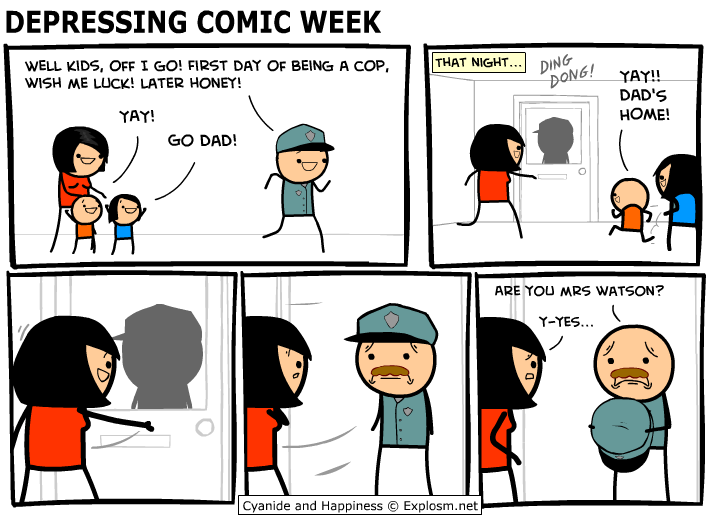 DEPRESSING COMIC WEEK
WELL KIDS, OFF I GO! FIRST DAY OF BEING A COP,
WISH ME LUCK! LATER HONEY!
YAY!
GO DAD!
THAT NIGHT...
DING
DONG!
YAY!!
DAD'S
HOME!
ARE YOU MRS WATSON?
Y-YES...
Cyanide and Happiness © Explosm.net